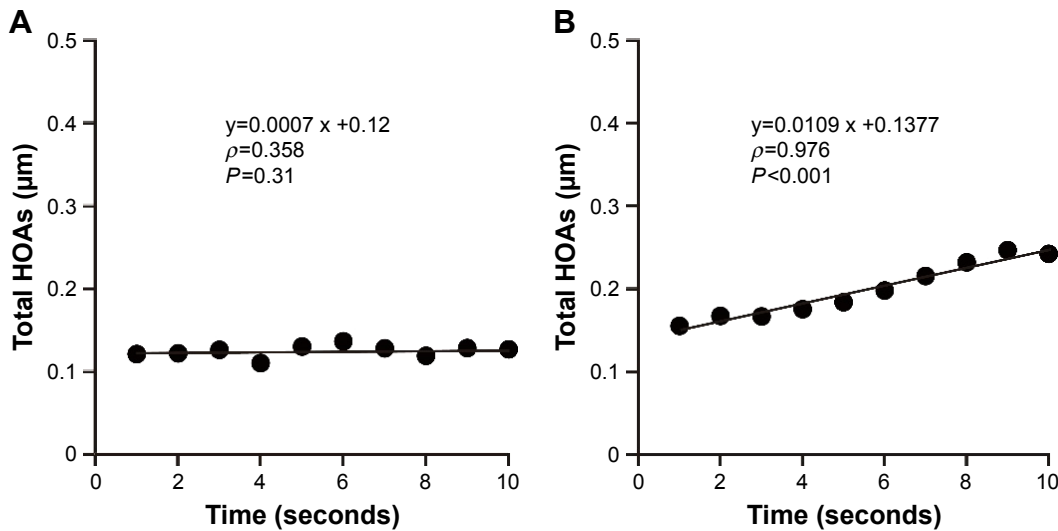 A
Total HOAs (µm)
0.5
0.4
0.3
0.2
0.1
0
y=0.0007 x +0.12
ρ=0.358
P=0.31
0 2 4 6 8 10
Time (seconds)
B
Total HOAs (µm)
0.5
0.4
0.3
0.2
0.1
0
y=0.0109 x +0.1377
ρ=0.976
P<0.001
0 2 4 6 8 10
Time (seconds)